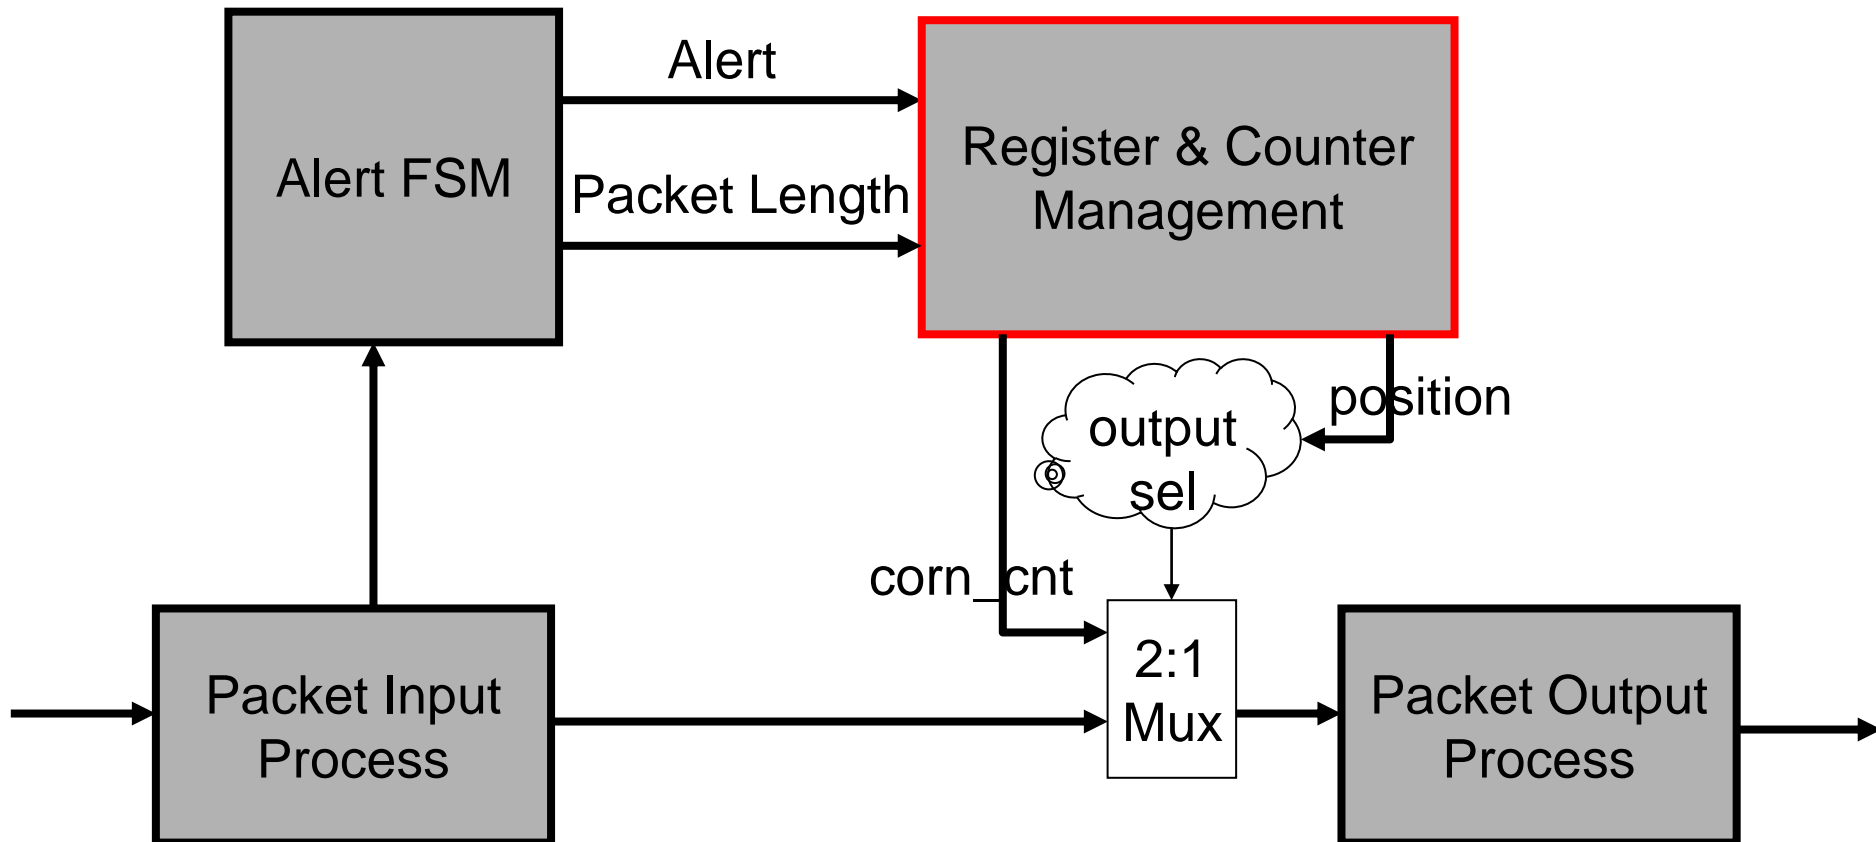 Alert
Alert FSM
Packet Length
Register & Counter
Management
position
output
sel
corn_cnt
2:1
Mux
Packet Input
Process
Packet Output
Process